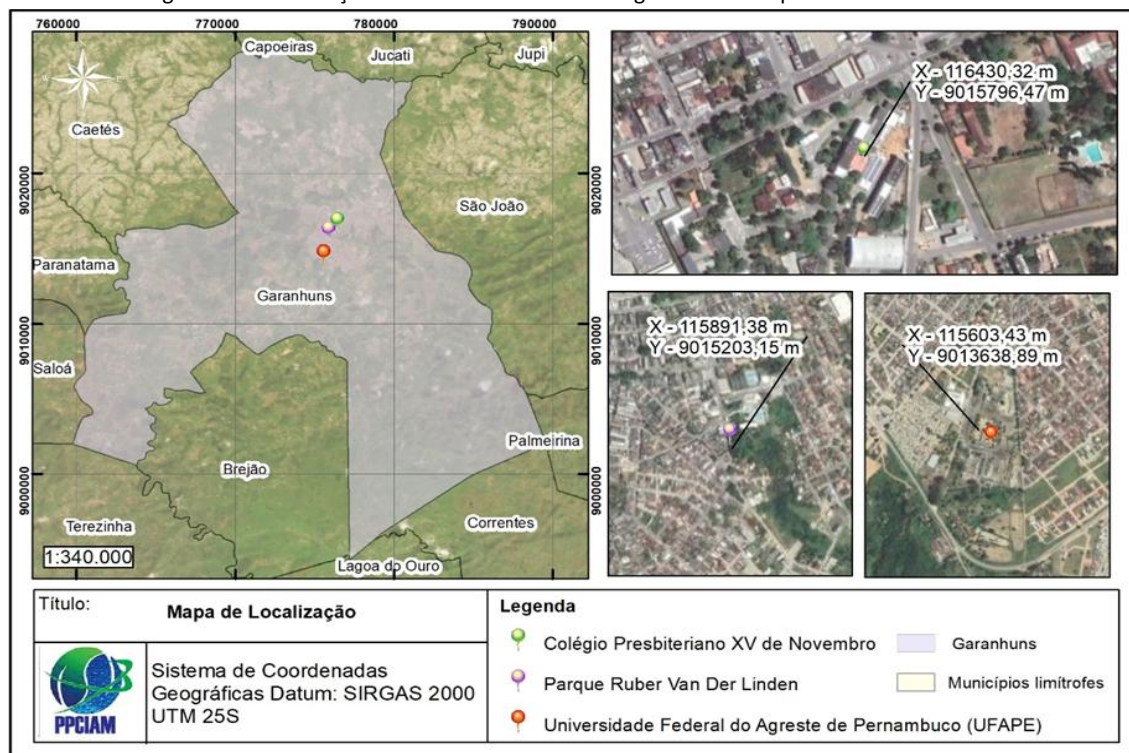 760000
770000
780000
790000
Capoeiras
Jucati
Jupi
Caetés
São João
Paranatama
Garanhuns
Saloá
Brejão
Palmeirina
Terezinha
Correntes
Lagoa do Ouro
1:340.000
9020000
9010000
9000000
9020000
9010000
9000000
X - 116430,32 m
Y - 9015796,47 m
X - 115891,38 m
Y - 9015203,15 m
X - 115603,43 m
Y - 9013638,89 m
Título:
Mapa de Localização
PPCIAM
Sistema de Coordenadas
Geográficas Datum: SIRGAS 2000
UTM 25S
Legenda
Colégio Presbiteriano XV de Novembro
Garanhuns
Parque Ruber Van Der Linden
Municípios limítrofes
Universidade Federal do Agreste de Pernambuco (UFAPE)